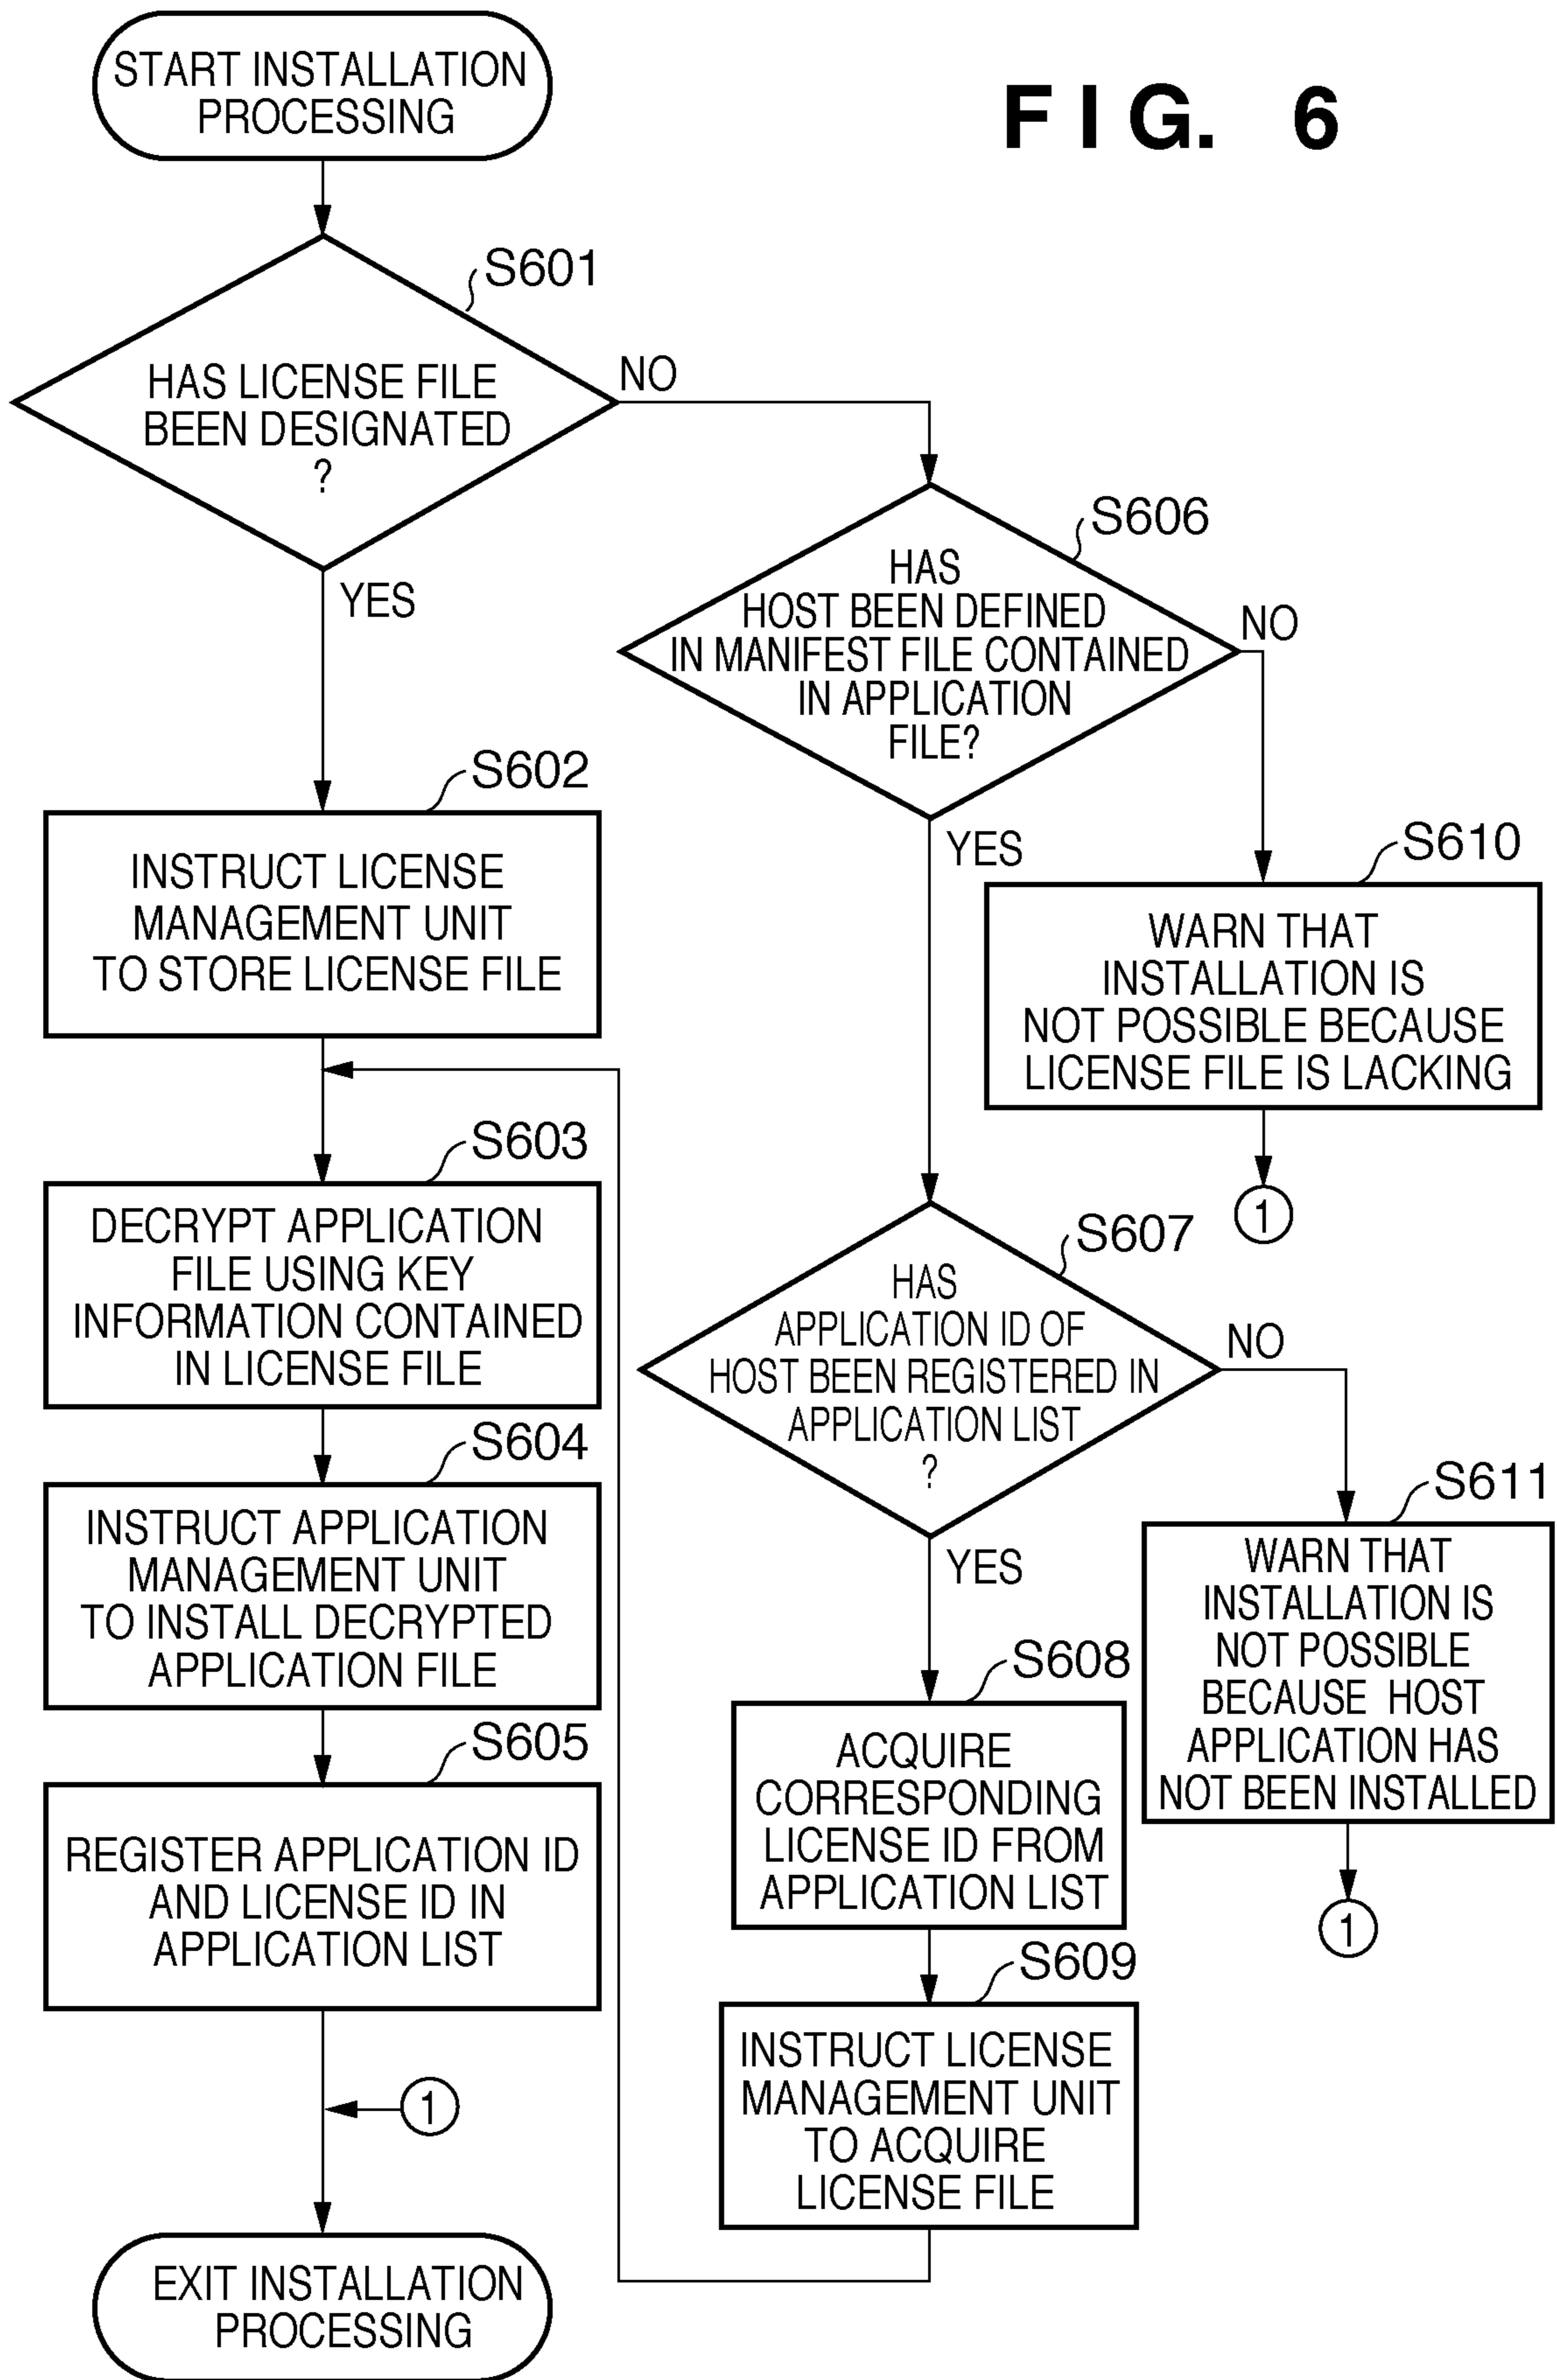 START INSTALLATION
PROCESSING
FIG. 6
S601
HAS LICENSE FILE
BEEN DESIGNATED
?
NO
YES
S606
HAS
HOST BEEN DEFINED
IN MANIFEST FILE CONTAINED
IN APPLICATION
FILE?
NO
YES
S602
INSTRUCT LICENSE
MANAGEMENT UNIT
TO STORE LICENSE FILE
S610
WARN THAT
INSTALLATION IS
NOT POSSIBLE BECAUSE
LICENSE FILE IS LACKING
1
S603
DECRYPT APPLICATION
FILE USING KEY
INFORMATION CONTAINED
IN LICENSE FILE
S607
HAS
APPLICATION ID OF
HOST BEEN REGISTERED IN
APPLICATION LIST
?
NO
YES
S604
INSTRUCT APPLICATION
MANAGEMENT UNIT
TO INSTALL DECRYPTED
APPLICATION FILE
S611
WARN THAT
INSTALLATION IS
NOT POSSIBLE
BECAUSE HOST
APPLICATION HAS
NOT BEEN INSTALLED
1
S605
REGISTER APPLICATION ID
AND LICENSE ID IN
APPLICATION LIST
S608
ACQUIRE
CORRESPONDING
LICENSE ID FROM
APPLICATION LIST
S609
INSTRUCT LICENSE
MANAGEMENT UNIT
TO ACQUIRE
LICENSE FILE
1
EXIT INSTALLATION
PROCESSING